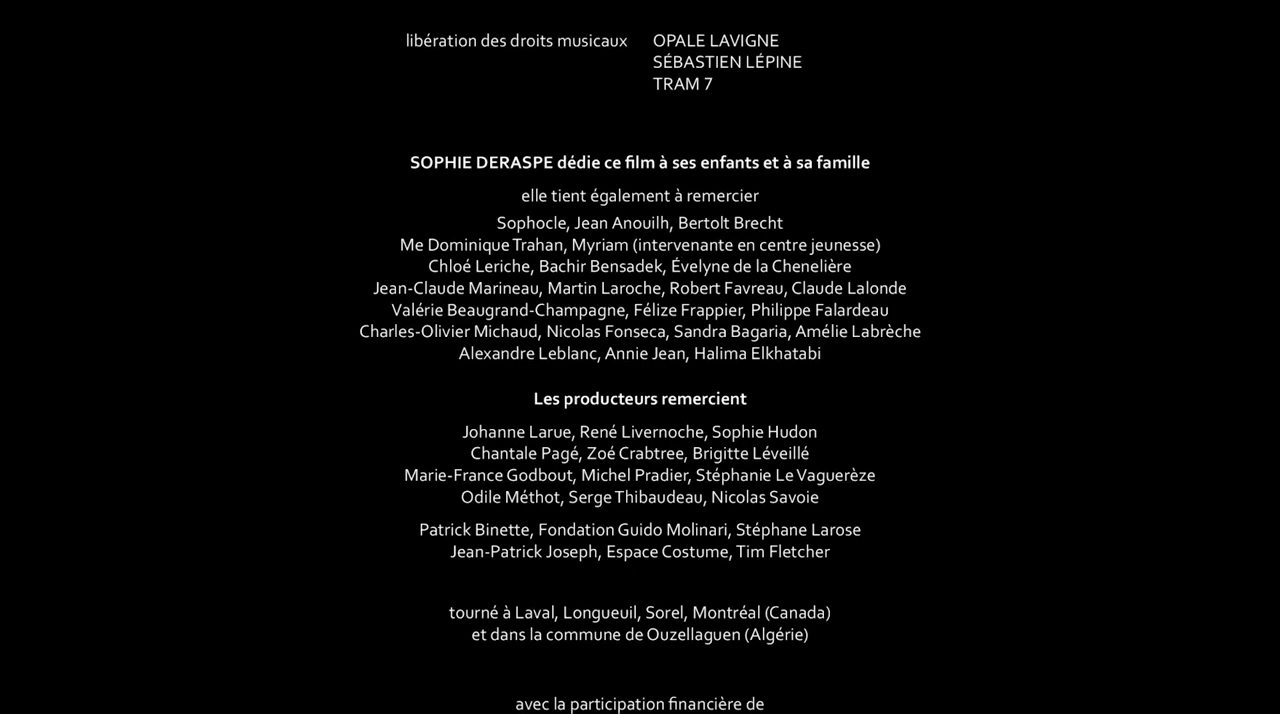 libération des droits musicaux OPALE LAVIGNE
SÉBASTIEN LÉPINE
TRAM 7
SOPHIE DERASPE dédie ce film à ses enfants et à sa famille
elle tient également à remercier
Sophocle, Jean Anouilh, Bertolt Brecht
Me Dominique Trahan, Myriam (intervenante en centre jeunesse)
Chloé Leriche, Bachir Bensadek, Évelyne de la Chenelière
Jean-Claude Marineau, Martin Laroche, Robert Favreau, Claude Lalonde
Valérie Beaugrand-Champagne, Félize Frappier, Philippe Falardeau
Charles-Olivier Michaud, Nicolas Fonseca, Sandra Bagaria, Amélie Labrèche
Alexandre Leblanc, Annie Jean, Halima Elkhatabi
Les producteurs remercient
Johanne Larue, René Livernoche, Sophie Hudon
Chantale Pagé, Zoé Crabtree, Brigitte Léveillé
Marie-France Godbout, Michel Pradier, Stéphanie Le Vaguerèze
Odile Méthot, Serge Thibaudeau, Nicolas Savoie
Patrick Binette, Fondation Guido Molinari, Stéphane Larose
Jean-Patrick Joseph, Espace Costume, Tim Fletcher
tourné à Laval, Longueuil, Sorel, Montréal (Canada)
et dans la commune de Ouzellaguen (Algérie)
avec la participation financière de